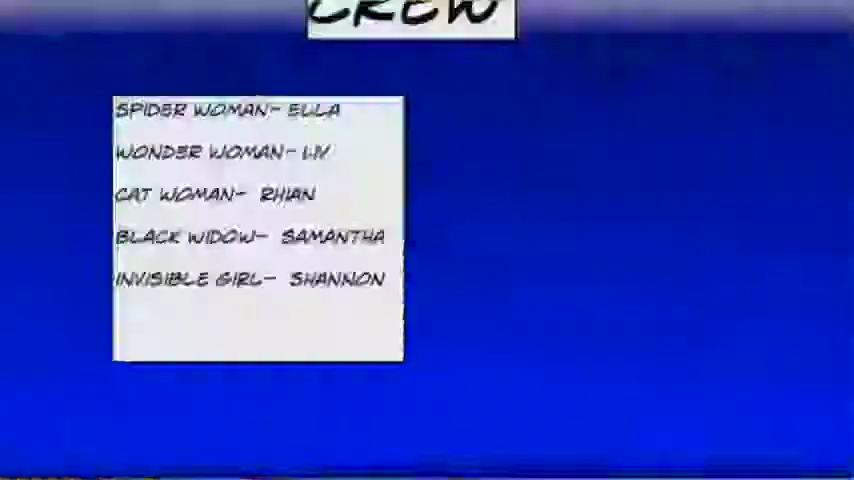 CREW
SPIDER WOMAN- ELLA
WONDER WOMAN- LIV
CAT WOMAN- RHIAN
BLACK WIDOW- SAMANTHA
INVISIBLE GIRL- SHANNON